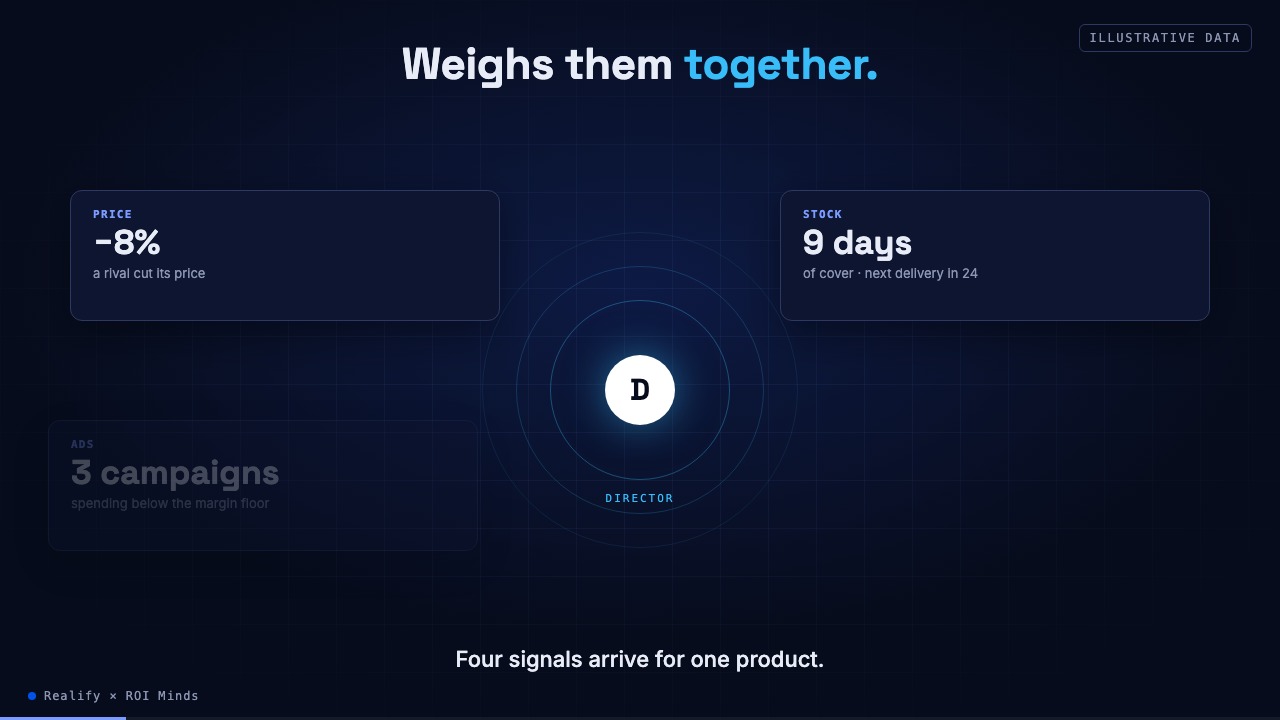 ILLUSTRATIVE DATA
Weighs them together.
PRICE
−8%
a rival cut its price
STOCK
9 days
of cover · next delivery in 24
D
DIRECTOR
ADS
3 campaigns
spending below the margin floor
Four signals arrive for one product.
Realify × ROI Minds